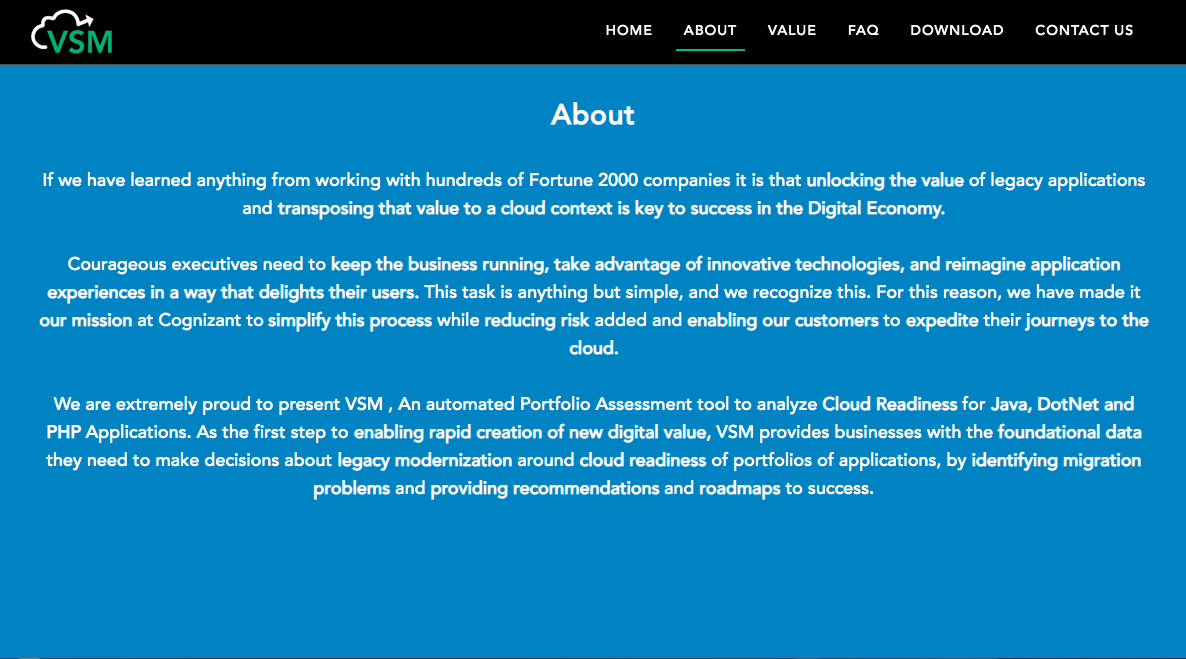 VSM
HOME ABOUT VALUE FAQ DOWNLOAD CONTACT US
About
If we have learned anything from working with hundreds of Fortune 2000 companies it is that unlocking the value of legacy applications
and transposing that value to a cloud context is key to success in the Digital Economy.
Courageous executives need to keep the business running, take advantage of innovative technologies, and reimagine application
experiences in a way that delights their users. This task is anything but simple, and we recognize this. For this reason, we have made it
our mission at Cognizant to simplify this process while reducing risk added and enabling our customers to expedite their journeys to the
cloud.
We are extremely proud to present VSM , An automated Portfolio Assessment tool to analyze Cloud Readiness for Java, DotNet and
PHP Applications. As the first step to enabling rapid creation of new digital value, VSM provides businesses with the foundational data
they need to make decisions about legacy modernization around cloud readiness of portfolios of applications, by identifying migration
problems and providing recommendations and roadmaps to success.